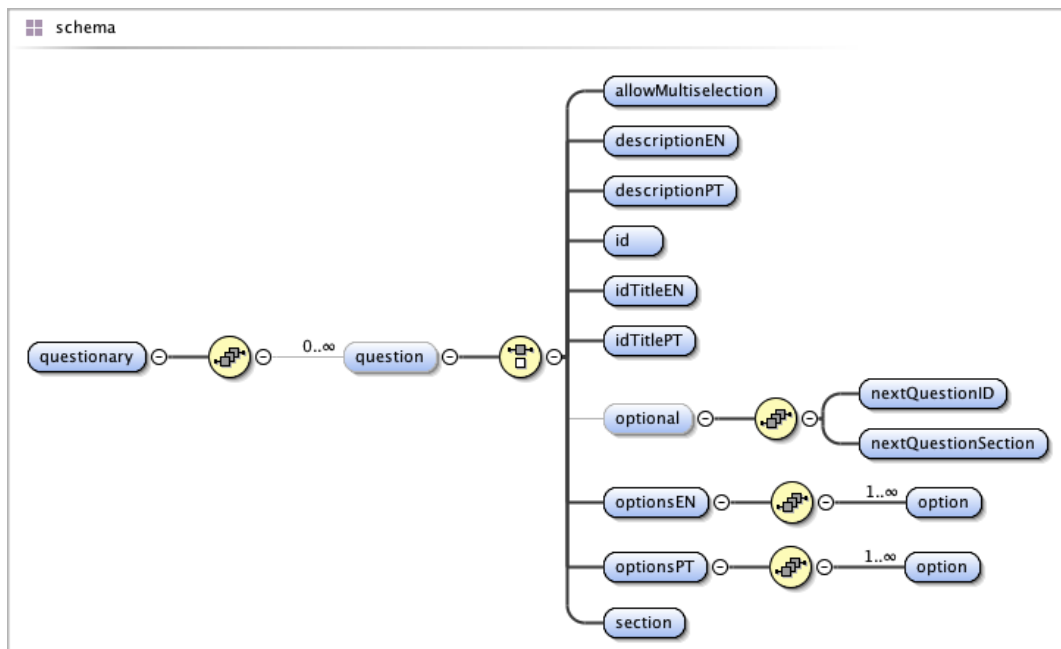 schema
allowMultiselection
descriptionEN
descriptionPT
id
idTitleEN
idTitlePT
questionary
0..∞
question
optional
nextQuestionID
nextQuestionSection
optionsEN
1..∞
option
optionsPT
1..∞
option
section